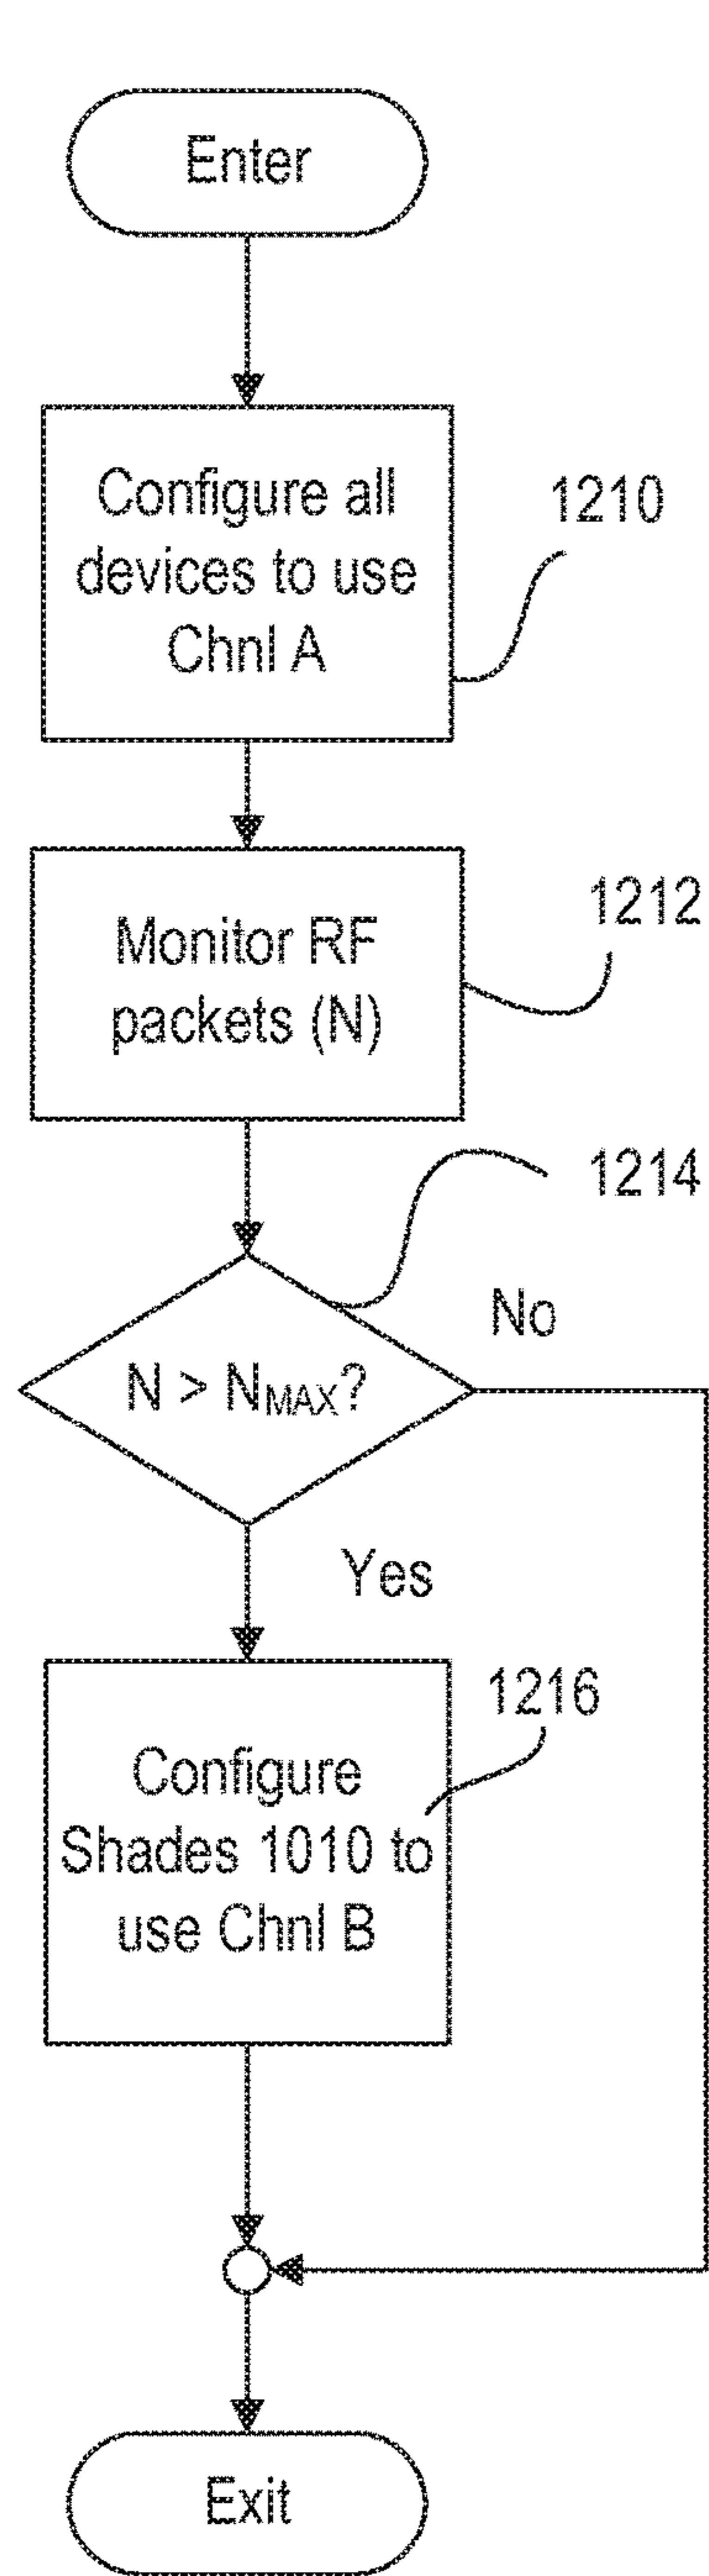 Enter
Configure all
devices to use
Chnl A
1210
Monitor RF
packets (N)
1212
1214
N > NMAX?
No
Yes
1216
Configure
Shades 1010 to
use Chnl B
Exit